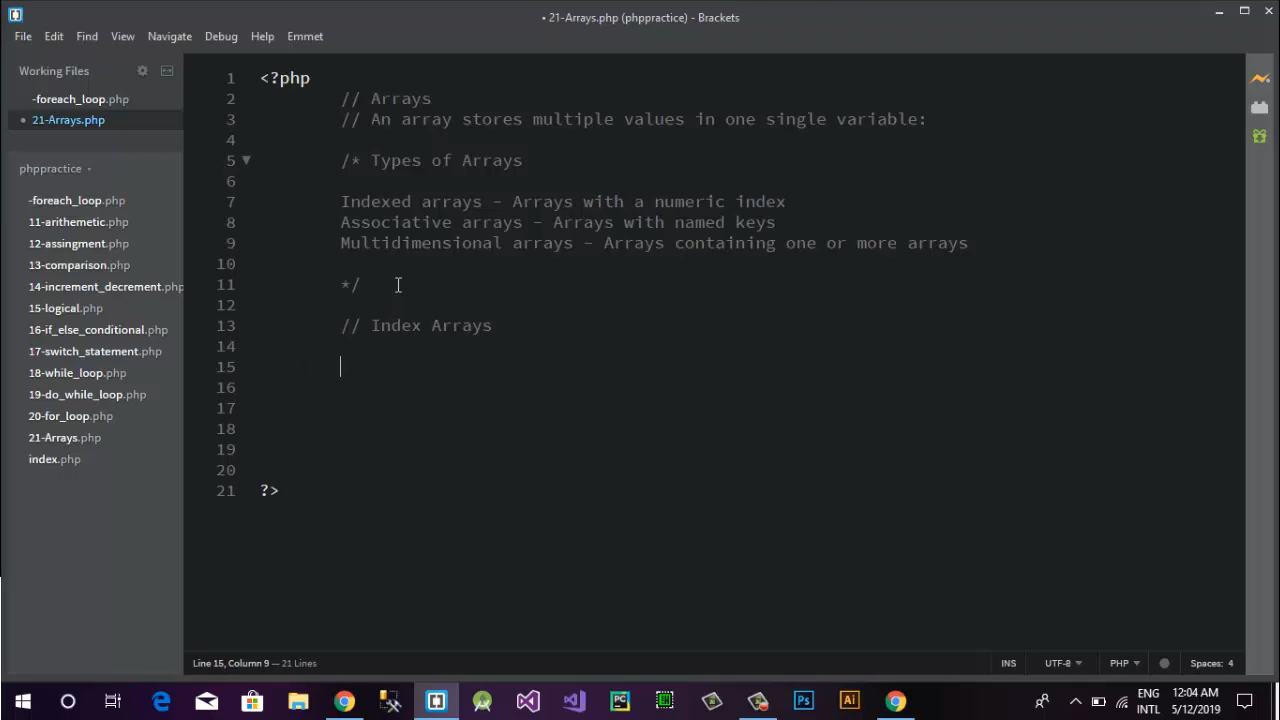 • 21-Arrays.php (phppractice) - Brackets
File Edit Find View Navigate Debug Help Emmet
Working Files
-foreach_loop.php
• 21-Arrays.php
phppractice
-foreach_loop.php
11-arithemetic.php
12-assingment.php
13-comparison.php
14-increment_decrement.php
15-logical.php
16-if_else_conditional.php
17-switch_statement.php
18-while_loop.php
19-do_while_loop.php
20-for_loop.php
21-Arrays.php
index.php
1 <?php
2 // Arrays
3 // An array stores multiple values in one single variable:
4
5 /* Types of Arrays
6
7 Indexed arrays - Arrays with a numeric index
8 Associative arrays - Arrays with named keys
9 Multidimensional arrays - Arrays containing one or more arrays
10
11 */
12
13 // Index Arrays
14
15
16
17
18
19
20
21 ?>
Line 15, Column 9 — 21 Lines
INS UTF-8 PHP Spaces: 4
PC
Ps
Ai
ENG 12:04 AM
INTL 5/12/2019